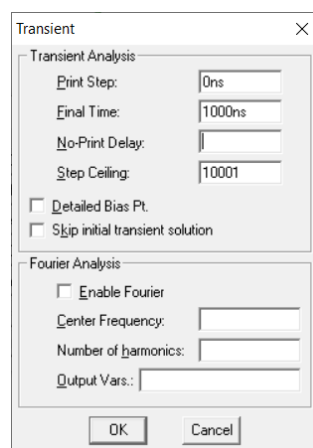 Transient
Transient Analysis
Print Step: 0ns
Final Time: 1000ns
No-Print Delay:
Step Ceiling: 10001
Detailed Bias Pt.
Skip initial transient solution
Fourier Analysis
Enable Fourier
Center Frequency:
Number of harmonics:
Output Vars.:
OK Cancel